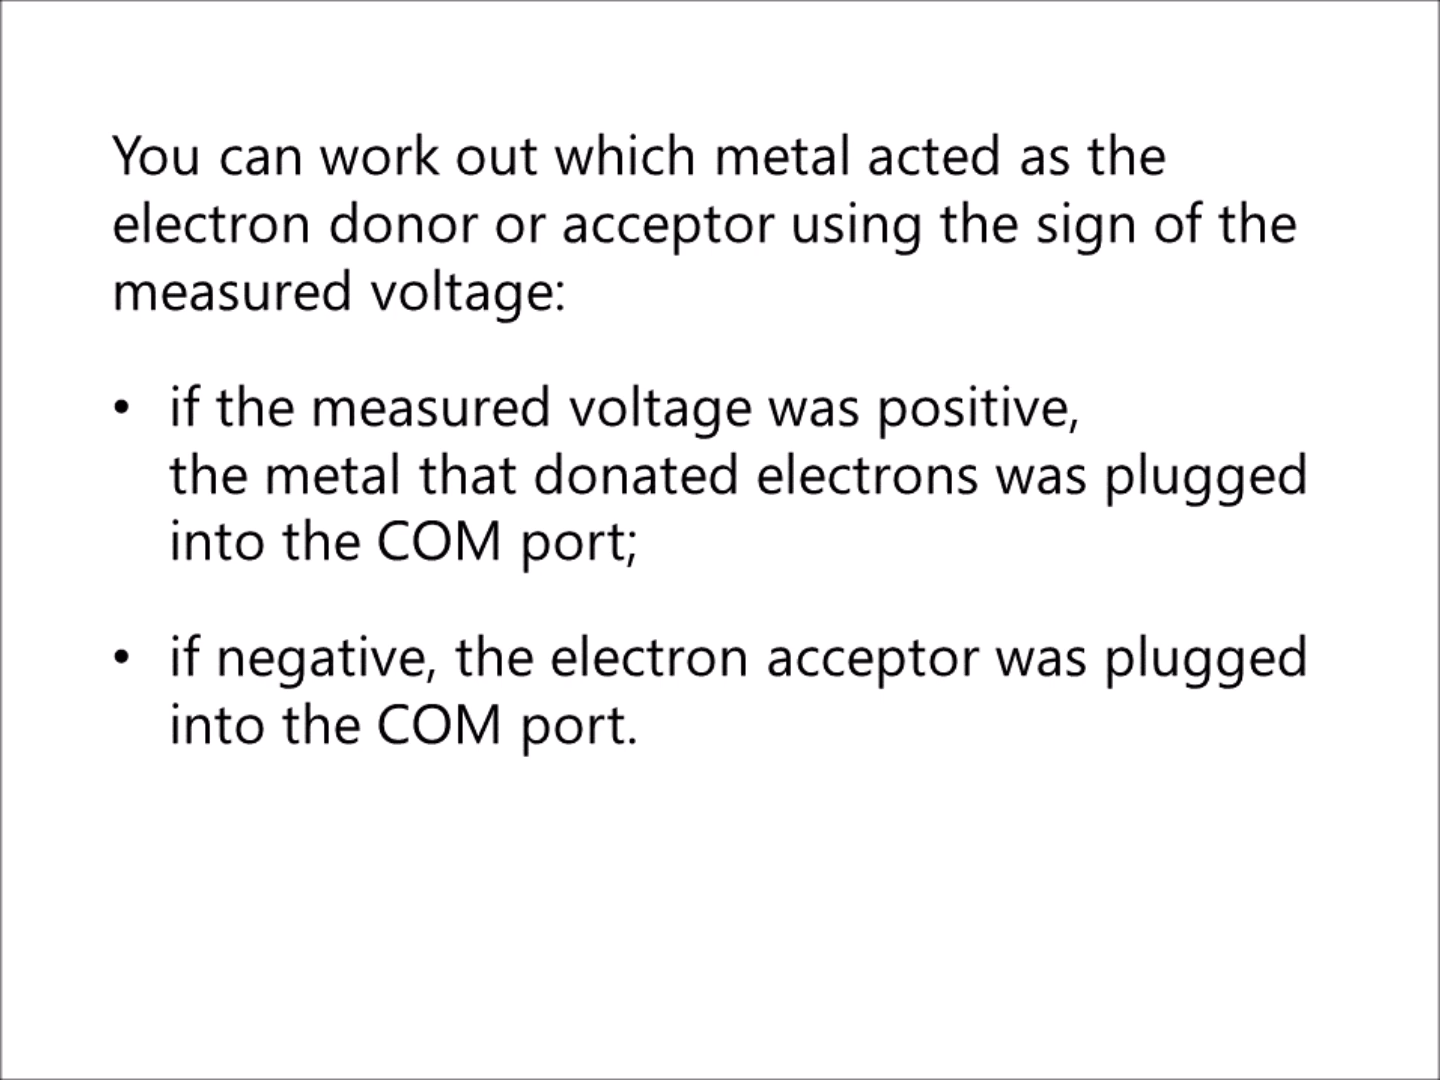 You can work out which metal acted as the
electron donor or acceptor using the sign of the
measured voltage:
• if the measured voltage was positive,
the metal that donated electrons was plugged
into the COM port;
• if negative, the electron acceptor was plugged
into the COM port.